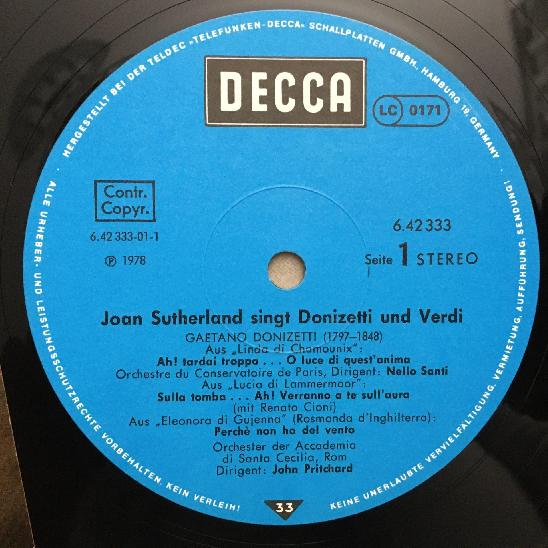 HERGESTELLT BEI DER TELDEC »TELEFUNKEN-DECCA« SCHALLPLATTEN GMBH., HAMBURG 19, GERMANY
DECCA
LC 0171
Contr.
Copyr.
6.42 333-01-1
Ⓟ 1978
6.42 333
Seite 1 STEREO
Joan Sutherland singt Donizetti und Verdi
GAETANO DONIZETTI (1797–1848)
Aus „Linda di Chamounix“:
Ah! tardai troppa . . . O luce di quest'anima
Orchestre du Conservatoire de Paris, Dirigent: Nello Santi
Aus „Lucia di Lammermoor“:
Sulla tomba . . . Ah! Verranno a te sull'aura
(mit Renato Cioni)
Aus „Eleonora di Gujenna“ (Rosmonda d'Inghilterra):
Perchè non ha del vento
Orchester der Accademia
di Santa Cecilia, Rom
Dirigent: John Pritchard
33
ALLE URHEBER- UND LEISTUNGSSCHUTZRECHTE VORBEHALTEN. KEIN VERLEIH!
KEINE UNERLAUBTE VERVIELFÄLTIGUNG, VERMIETUNG, AUFFÜHRUNG, SENDUNG!